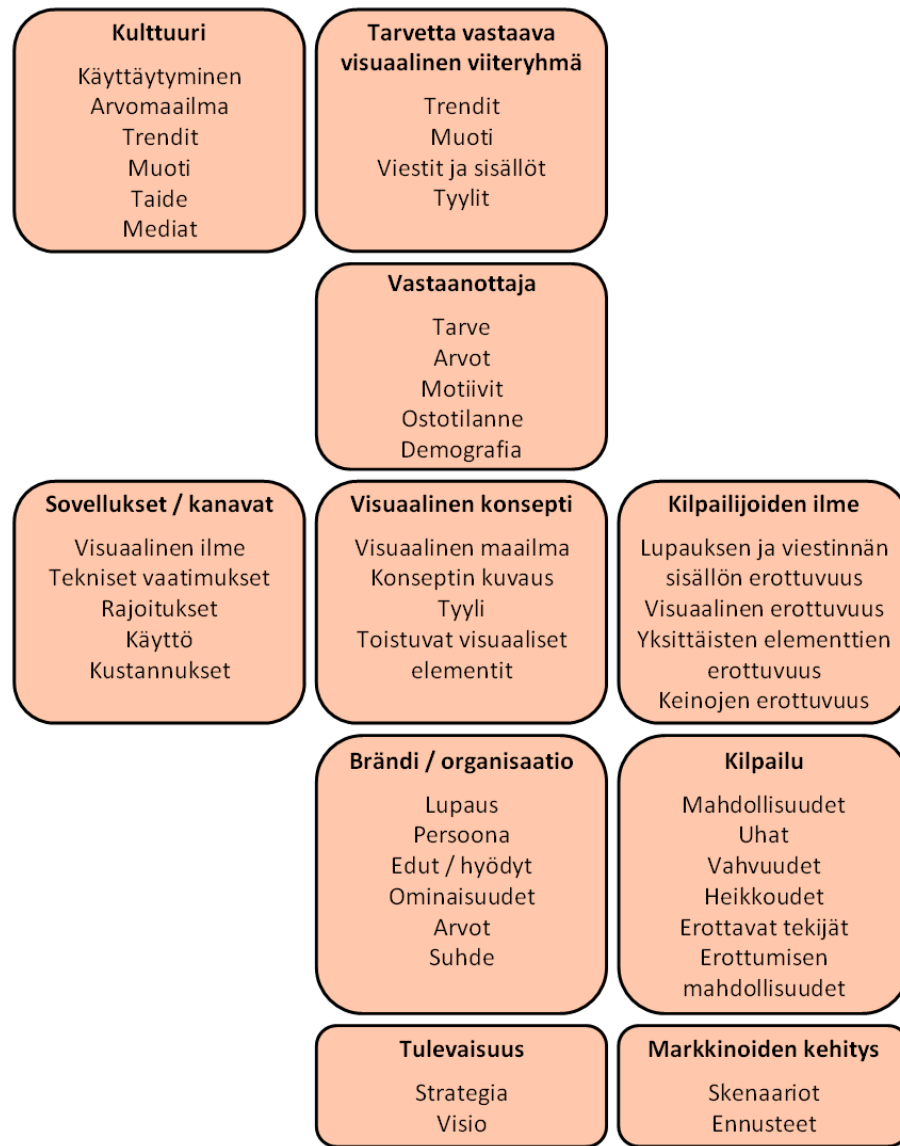 Kulttuuri
Käyttäytyminen
Arvomaailma
Trendit
Muoti
Taide
Mediat
Tarvetta vastaava
visuaalinen viiteryhmä
Trendit
Muoti
Viestit ja sisällöt
Tyylit
Vastaanottaja
Tarve
Arvot
Motiivit
Ostotilanne
Demografia
Sovellukset / kanavat
Visuaalinen ilme
Tekniset vaatimukset
Rajoitukset
Käyttö
Kustannukset
Visuaalinen konsepti
Visuaalinen maailma
Konseptin kuvaus
Tyyli
Toistuvat visuaaliset
elementit
Kilpailijoiden ilme
Lupauksen ja viestinnän
sisällön erottuvuus
Visuaalinen erottuvuus
Yksittäisten elementtien
erottuvuus
Keinojen erottuvuus
Brändi / organisaatio
Lupaus
Persoona
Edut / hyödyt
Ominaisuudet
Arvot
Suhde
Kilpailu
Mahdollisuudet
Uhat
Vahvuudet
Heikkoudet
Erottavat tekijät
Erottumisen
mahdollisuudet
Tulevaisuus
Strategia
Visio
Markkinoiden kehitys
Skenaariot
Ennusteet